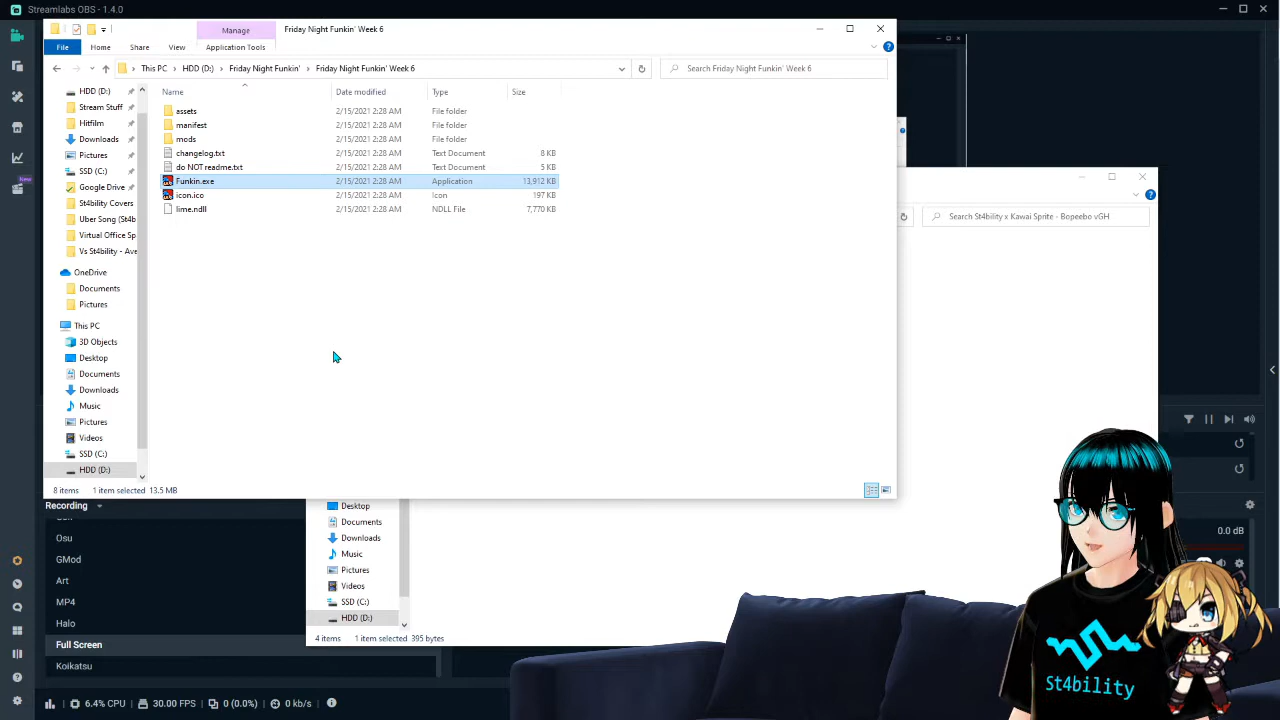 Streamlabs OBS - 1.4.0
Manage
Friday Night Funkin' Week 6
File
Home
Share
View
Application Tools
This PC > HDD (D:) > Friday Night Funkin' > Friday Night Funkin' Week 6
Search Friday Night Funkin' Week 6
Name
Date modified
Type
Size
assets 2/15/2021 2:28 AM File folder
manifest 2/15/2021 2:28 AM File folder
mods 2/15/2021 2:28 AM File folder
changelog.txt 2/15/2021 2:28 AM Text Document 8 KB
do NOT readme.txt 2/15/2021 2:28 AM Text Document 5 KB
Funkin.exe 2/15/2021 2:28 AM Application 13,912 KB
icon.ico 2/15/2021 2:28 AM Icon 197 KB
lime.ndll 2/15/2021 2:28 AM NDLL File 7,770 KB
HDD (D:)
Stream Stuff
Hitfilm
Downloads
Pictures
SSD (C:)
Google Drive
St4bility Covers
Uber Song (St4b
Virtual Office Sp
Vs St4bility - Ave
OneDrive
Documents
Pictures
This PC
3D Objects
Desktop
Documents
Downloads
Music
Pictures
Videos
SSD (C:)
HDD (D:)
8 items
1 item selected 13.5 MB
Search St4bility x Kawai Sprite - Bopeebo vGH
Desktop
Documents
Downloads
Music
Pictures
Videos
SSD (C:)
HDD (D:)
4 items
1 item selected 395 bytes
Recording
Osu
GMod
Art
MP4
Halo
Full Screen
Koikatsu
0.0 dB
6.4% CPU
30.00 FPS
0 (0.0%)
0 kb/s
St4bility